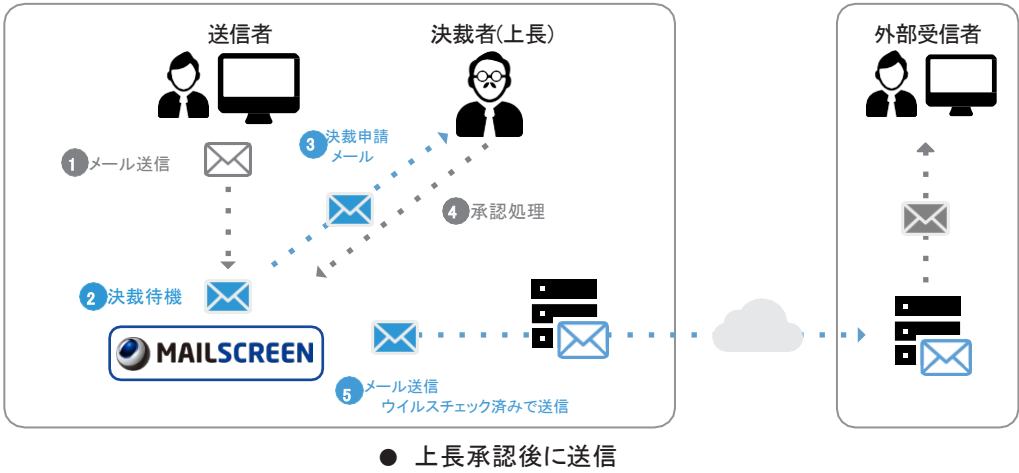 送信者
決裁者(上長)
外部受信者
3 決裁申請
メール
1 メール送信
4 承認処理
2 決裁待機
MAILSCREEN
5 メール送信
ウイルスチェック済みで送信
● 上長承認後に送信